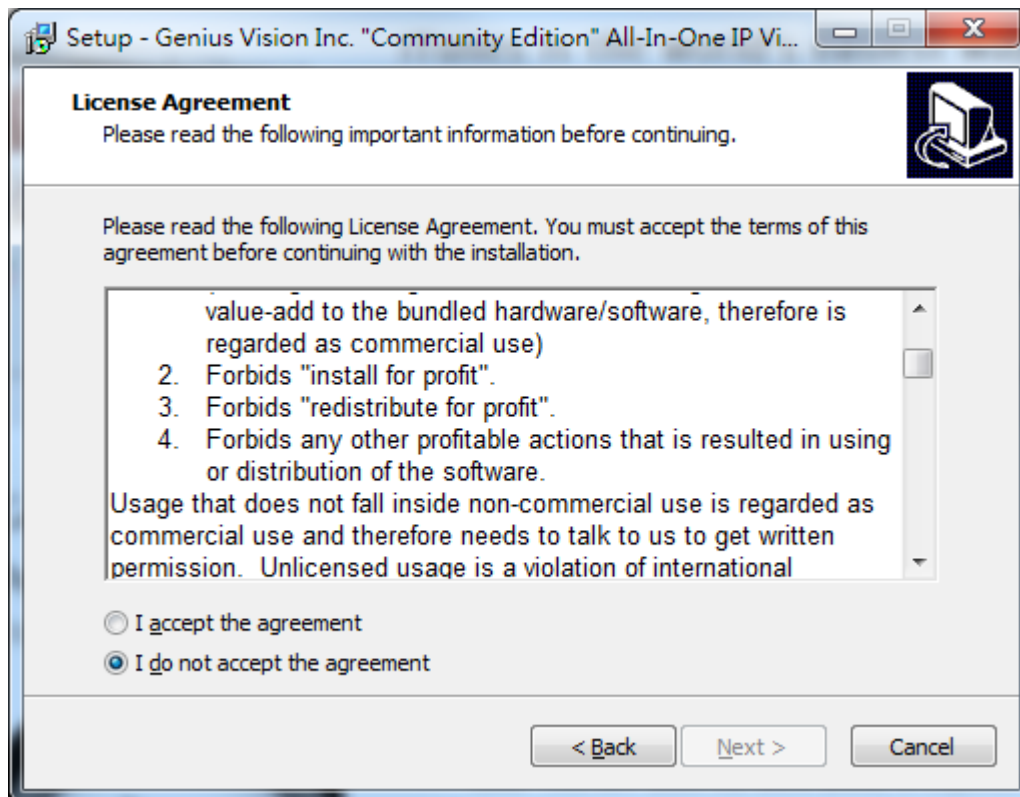 Setup - Genius Vision Inc. "Community Edition" All-In-One IP Vi...
License Agreement
Please read the following important information before continuing.
Please read the following License Agreement. You must accept the terms of this
agreement before continuing with the installation.
value-add to the bundled hardware/software, therefore is
regarded as commercial use)
2. Forbids "install for profit".
3. Forbids "redistribute for profit".
4. Forbids any other profitable actions that is resulted in using
or distribution of the software.
Usage that does not fall inside non-commercial use is regarded as
commercial use and therefore needs to talk to us to get written
permission. Unlicensed usage is a violation of international
I accept the agreement
I do not accept the agreement
< Back
Next >
Cancel